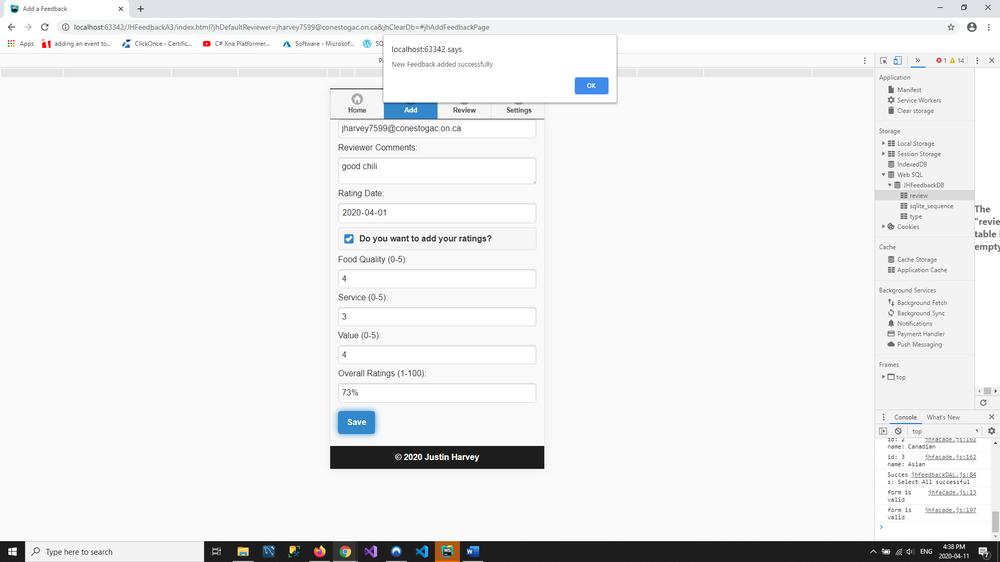 Add a Feedback
localhost:63342/JHFeedbackA3/index.html?jhDefaultReviewer=jharvey7599@conestogac.on.ca&jhClearDb=#jhAddFeedbackPage
Apps
adding an event to...
ClickOnce - Certific...
C# Xna Platformer...
Software - Microsof...
SQ
localhost:63342 says
New Feedback added successfully
OK
Home
Add
Review
Settings
jharvey7599@conestogac.on.ca
Reviewer Comments:
good chili
Rating Date:
2020-04-01
Do you want to add your ratings?
Food Quality (0-5):
4
Service (0-5):
3
Value (0-5):
4
Overall Ratings (1-100):
73%
Save
© 2020 Justin Harvey
1
14
Application
Manifest
Service Workers
Clear storage
Storage
Local Storage
Session Storage
IndexedDB
Web SQL
JHFeedbackDB
review
sqlite_sequence
type
Cookies
Cache
Cache Storage
Application Cache
Background Services
Background Fetch
Background Sync
Notifications
Payment Handler
Push Messaging
Frames
top
The
"revie
table i
empty
Console
What's New
top
id: 2 jhfacade.js:162
name: Canadian
id: 3 jhfacade.js:162
name: Asian
Succes jhfeedbackDAL.js:84
s: Select All successful
form is jhfacade.js:13
valid
form is jhfacade.js:197
valid
Type here to search
WS
ENG
4:38 PM
2020-04-11
7